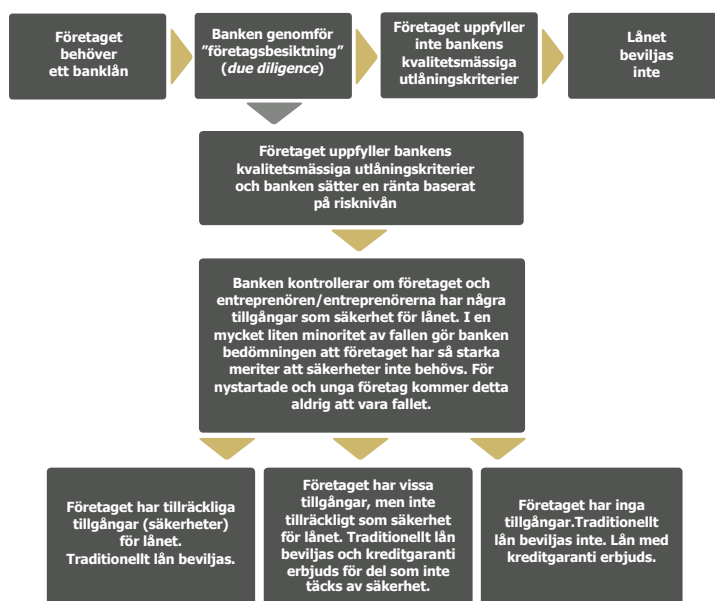 Företaget
behöver
ett banklån
Banken genomför
”företagsbesiktning”
(due diligence)
Företaget uppfyller
inte bankens
kvalitetsmässiga
utlåningskriterier
Lånet
beviljas
inte
Företaget uppfyller bankens
kvalitetsmässiga utlåningskriterier
och banken sätter en ränta baserat
på risknivån
Banken kontrollerar om företaget och
entreprenören/entreprenörerna har några
tillgångar som säkerhet för lånet. I en
mycket liten minoritet av fallen gör banken
bedömningen att företaget har så starka
meriter att säkerheter inte behövs. För
nystartade och unga företag kommer detta
aldrig att vara fallet.
Företaget har tillräckliga
tillgångar (säkerheter)
för lånet.
Traditionellt lån beviljas.
Företaget har vissa
tillgångar, men inte
tillräckligt som säkerhet
för lånet. Traditionellt lån
beviljas och kreditgaranti
erbjuds för del som inte
täcks av säkerhet.
Företaget har inga
tillgångar.Traditionellt
lån beviljas inte. Lån med
kreditgaranti erbjuds.